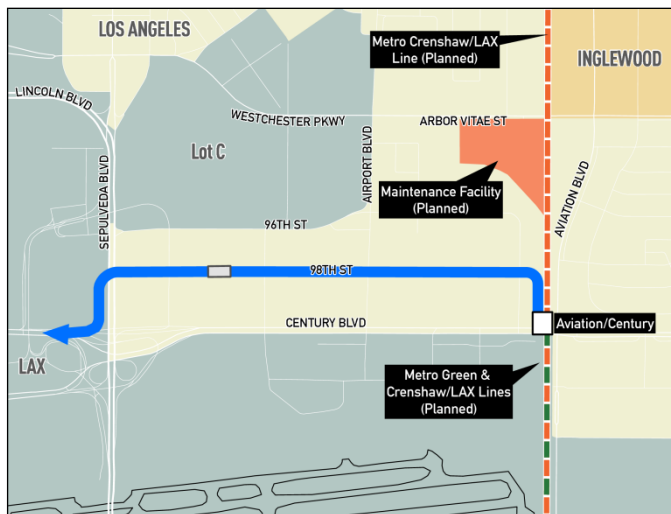 LOS ANGELES
Metro Crenshaw/LAX
Line (Planned)
INGLEWOOD
LINCOLN BLVD
WESTCHESTER PKWY
ARBOR VITAE ST
Lot C
AIRPORT BLVD
SEPULVEDA BLVD
Maintenance Facility
(Planned)
AVIATION BLVD
96TH ST
98TH ST
CENTURY BLVD
Aviation/Century
LAX
Metro Green &
Crenshaw/LAX Lines
(Planned)